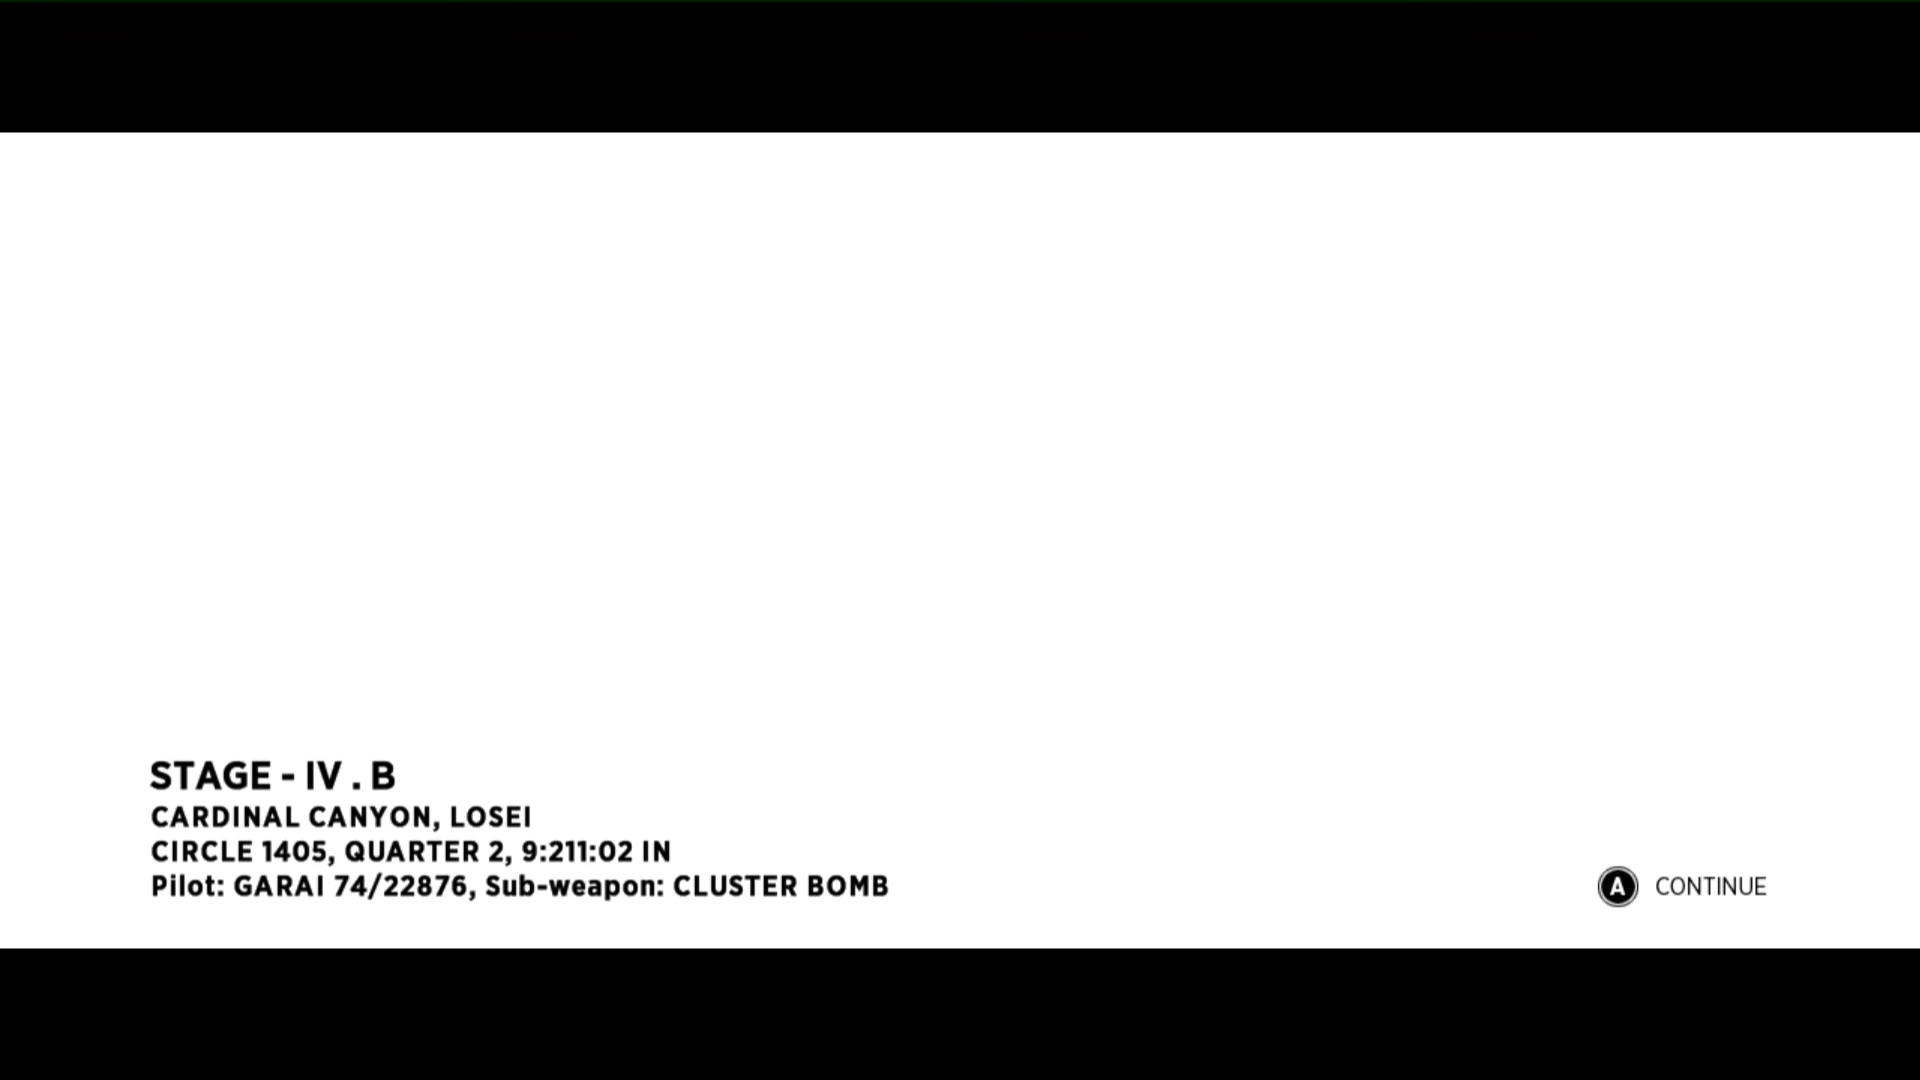 STAGE - IV . B
CARDINAL CANYON, LOSEI
CIRCLE 1405, QUARTER 2, 9:211:02 IN
Pilot: GARAI 74/22876, Sub-weapon: CLUSTER BOMB
A CONTINUE